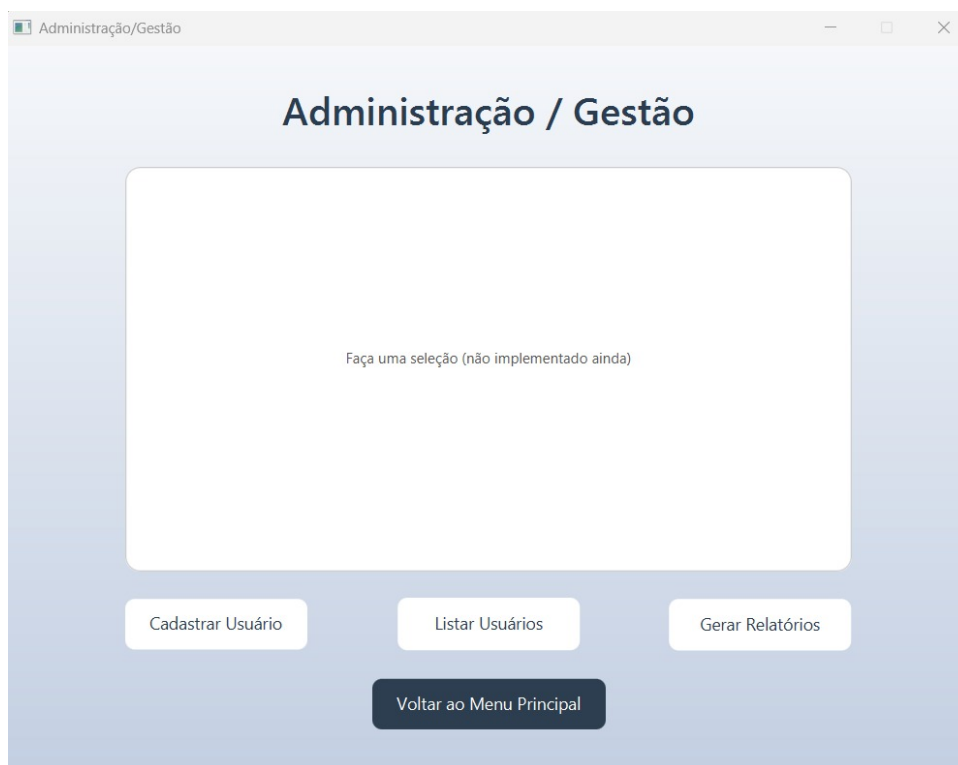 Administração/Gestão
Administração / Gestão
Faça uma seleção (não implementado ainda)
Cadastrar Usuário
Listar Usuários
Gerar Relatórios
Voltar ao Menu Principal